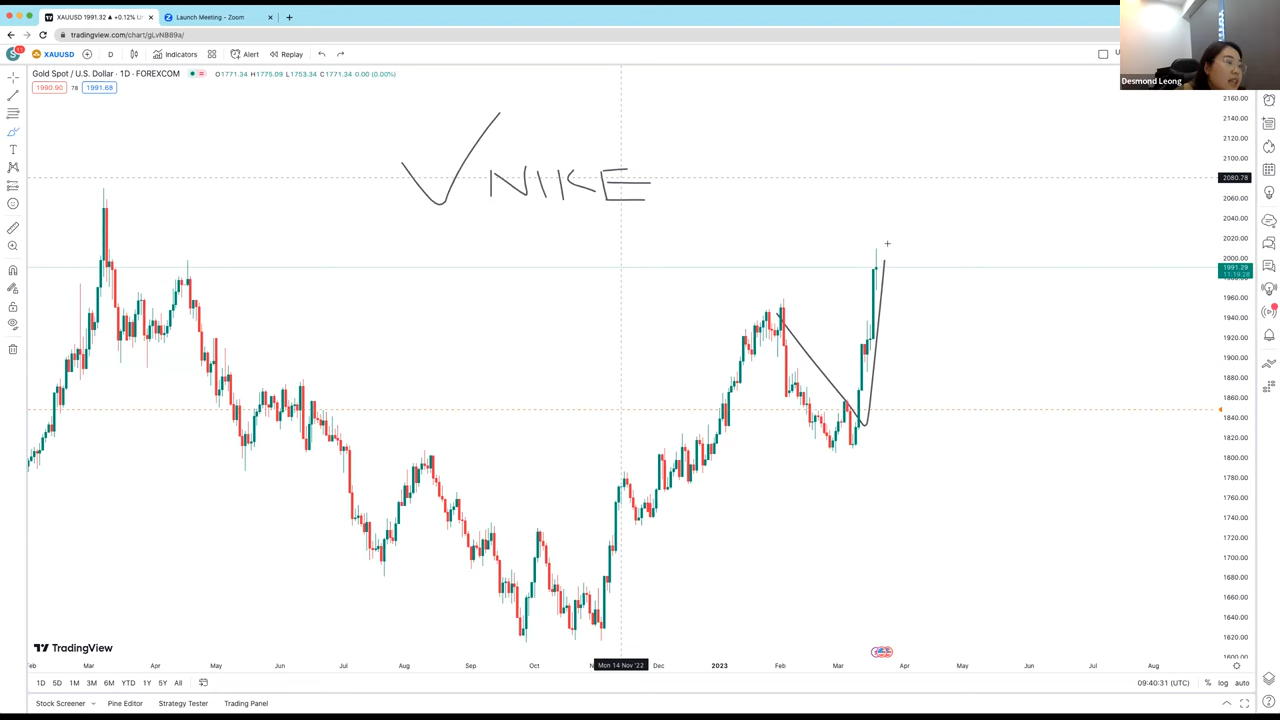 XAUUSD 1991.32 ▲ +0.12% U
Launch Meeting - Zoom
tradingview.com/chart/gLvNB89a/
XAUUSD
D
Indicators
Alert
Replay
Gold Spot / U.S. Dollar · 1D · FOREXCOM
O1771.34 H1775.09 L1753.34 C1771.34 0.00 (0.00%)
1990.90 78 1991.68
Desmond Leong
NIKE
2160.00
2140.00
2120.00
2100.00
2080.78
2060.00
2040.00
2020.00
2000.00
1991.29
11:19:28
1960.00
1940.00
1920.00
1900.00
1880.00
1860.00
1840.00
1820.00
1800.00
1780.00
1760.00
1740.00
1720.00
1700.00
1680.00
1660.00
1640.00
1620.00
1600.00
TradingView
Mar Apr May Jun Jul Aug Sep Oct Mon 14 Nov '22 Dec 2023 Feb Mar Apr May Jun Jul Aug
1D 5D 1M 3M 6M YTD 1Y 5Y All
09:40:31 (UTC) % log auto
Stock Screener Pine Editor Strategy Tester Trading Panel